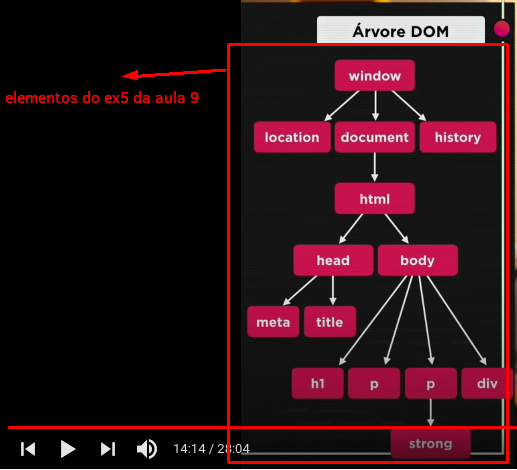 Árvore DOM
window
elementos do ex5 da aula 9
location document history
html
head body
meta title
h1 p p div
strong
14:14 / 28:04